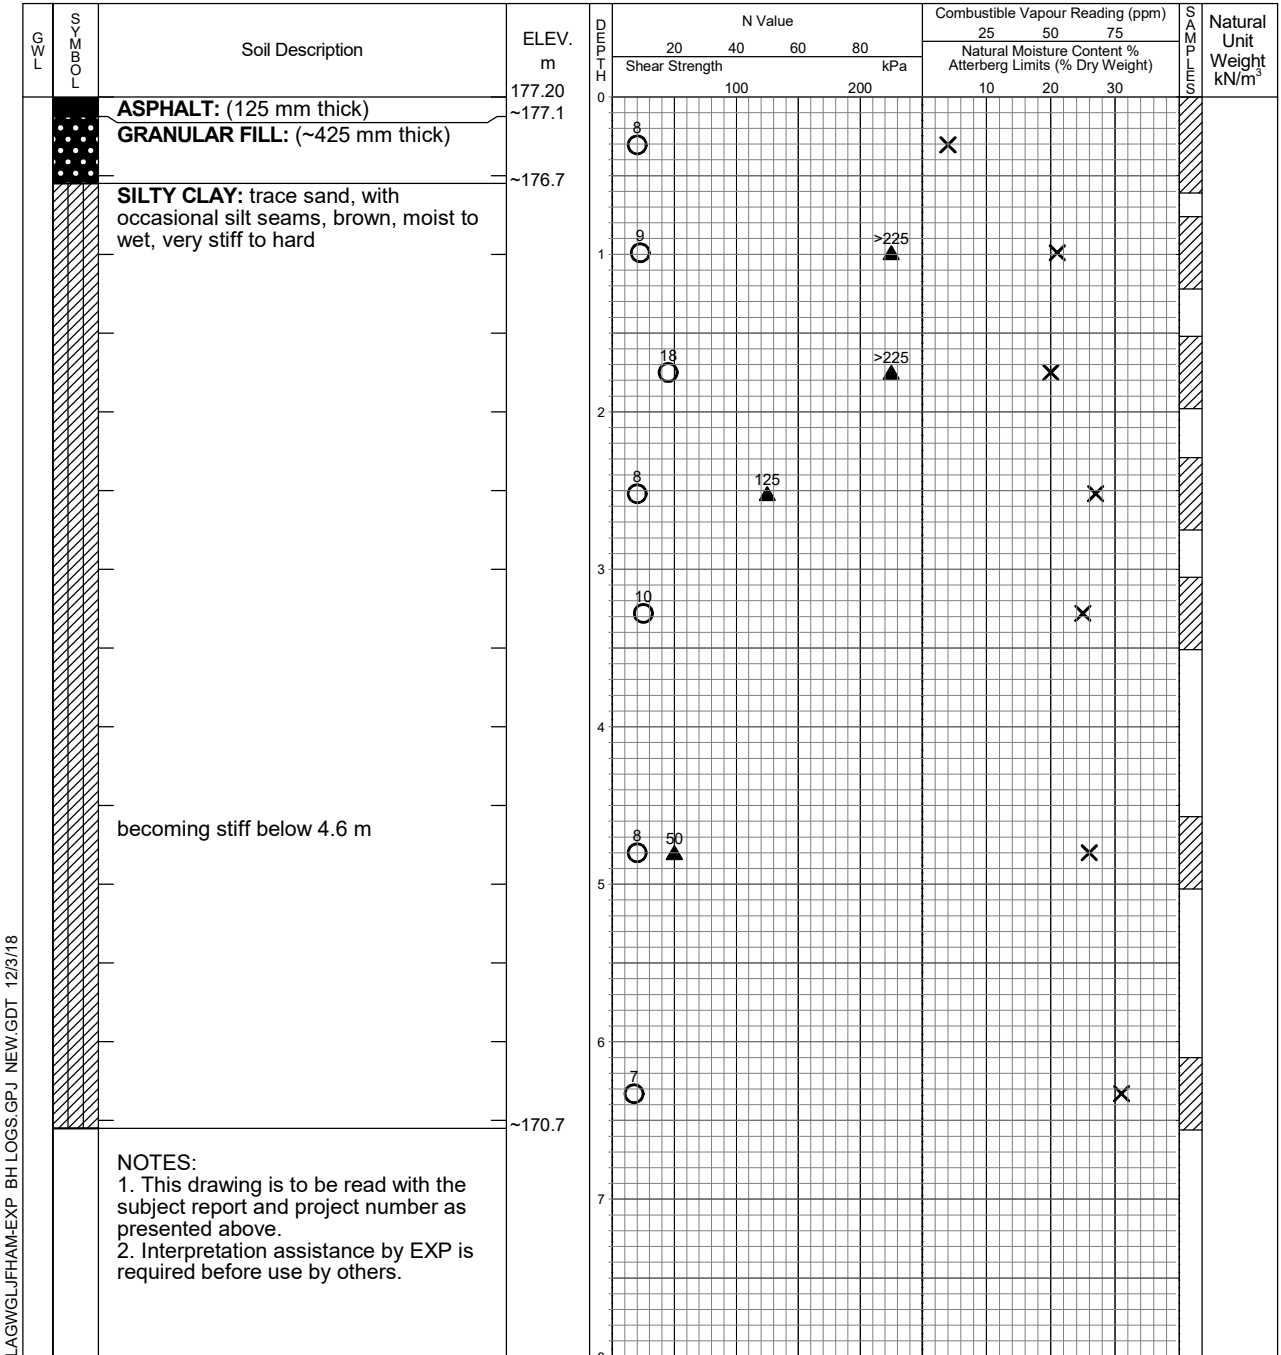 GWL
SYMBOL
Soil Description
ELEV.
m
177.20
DEPTH
N Value
20 40 60 80
Shear Strength kPa
100 200
Combustible Vapour Reading (ppm)
25 50 75
Natural Moisture Content %
Atterberg Limits (% Dry Weight)
10 20 30
SAMPLES
Natural
Unit
Weight
kN/m3
0
ASPHALT: (125 mm thick)
~177.1
GRANULAR FILL: (~425 mm thick)
8
~176.7
SILTY CLAY: trace sand, with
occasional silt seams, brown, moist to
wet, very stiff to hard
9 >225
1
18 >225
2
8 125
3
10
4
becoming stiff below 4.6 m
8 50
5
6
7
~170.7
NOTES:
1. This drawing is to be read with the
subject report and project number as
presented above.
2. Interpretation assistance by EXP is
required before use by others.
7
LAGWGLJFHAM-EXP BH LOGS.GPJ NEW.GDT 12/3/18